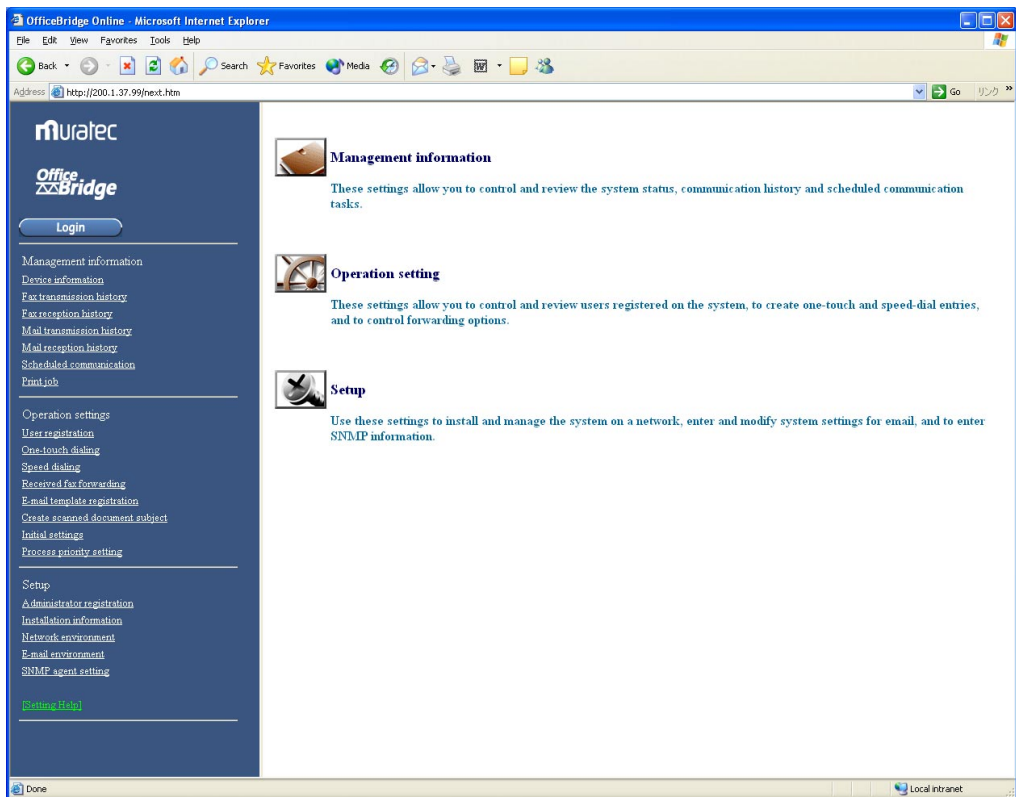 OfficeBridge Online - Microsoft Internet Explorer
File Edit View Favorites Tools Help
Back Search Favorites Media
Address http://200.1.37.99/next.htm Go リンク »
muratec
Office Bridge
Login
Management information
Device information
Fax transmission history
Fax reception history
Mail transmission history
Mail reception history
Scheduled communication
Print job
Operation settings
User registration
One-touch dialing
Speed dialing
Received fax forwarding
E-mail template registration
Create scanned document subject
Initial settings
Process priority setting
Setup
Administrator registration
Installation information
Network environment
E-mail environment
SNMP agent setting
[Setting Help]
Management information
These settings allow you to control and review the system status, communication history and scheduled communication
tasks.
Operation setting
These settings allow you to control and review users registered on the system, to create one-touch and speed-dial entries,
and to control forwarding options.
Setup
Use these settings to install and manage the system on a network, enter and modify system settings for email, and to enter
SNMP information.
Done Local intranet